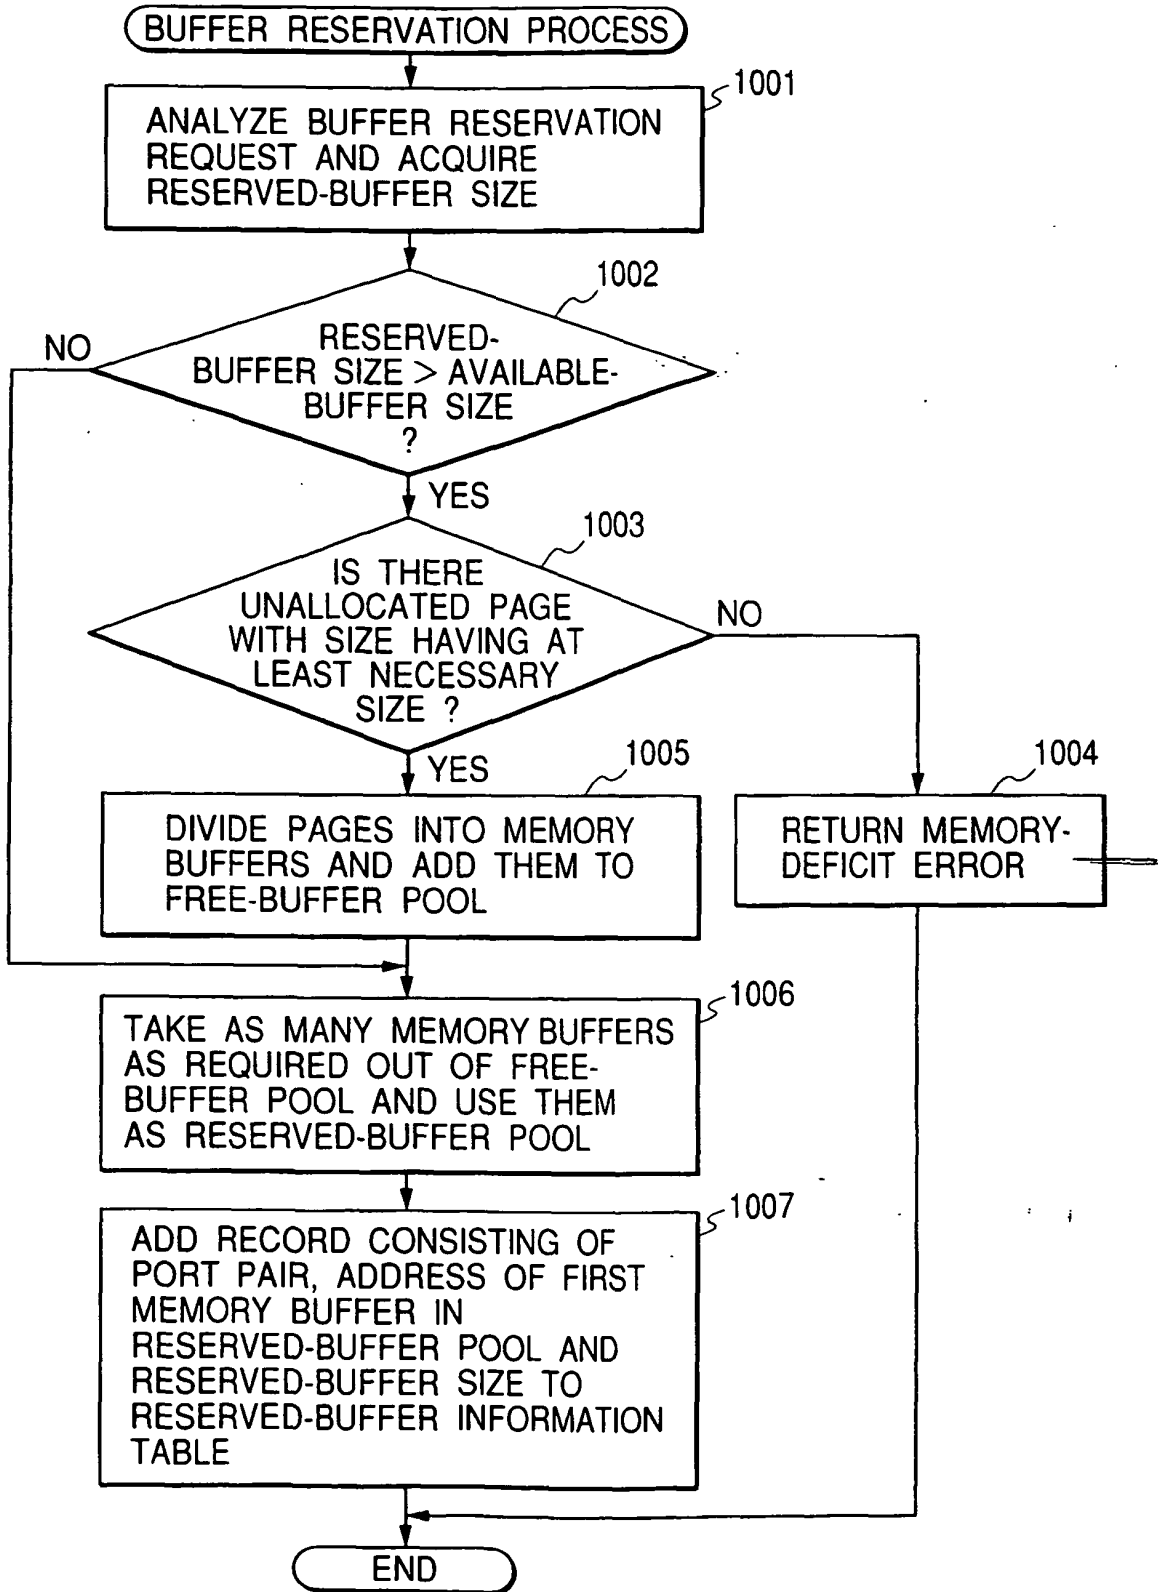 BUFFER RESERVATION PROCESS
1001
ANALYZE BUFFER RESERVATION
REQUEST AND ACQUIRE
RESERVED-BUFFER SIZE
1002
NO
RESERVED-
BUFFER SIZE > AVAILABLE-
BUFFER SIZE
?
YES
1003
IS THERE
UNALLOCATED PAGE
WITH SIZE HAVING AT
LEAST NECESSARY
SIZE ?
NO
YES
1005
DIVIDE PAGES INTO MEMORY
BUFFERS AND ADD THEM TO
FREE-BUFFER POOL
1004
RETURN MEMORY-
DEFICIT ERROR
1006
TAKE AS MANY MEMORY BUFFERS
AS REQUIRED OUT OF FREE-
BUFFER POOL AND USE THEM
AS RESERVED-BUFFER POOL
1007
ADD RECORD CONSISTING OF
PORT PAIR, ADDRESS OF FIRST
MEMORY BUFFER IN
RESERVED-BUFFER POOL AND
RESERVED-BUFFER SIZE TO
RESERVED-BUFFER INFORMATION
TABLE
END